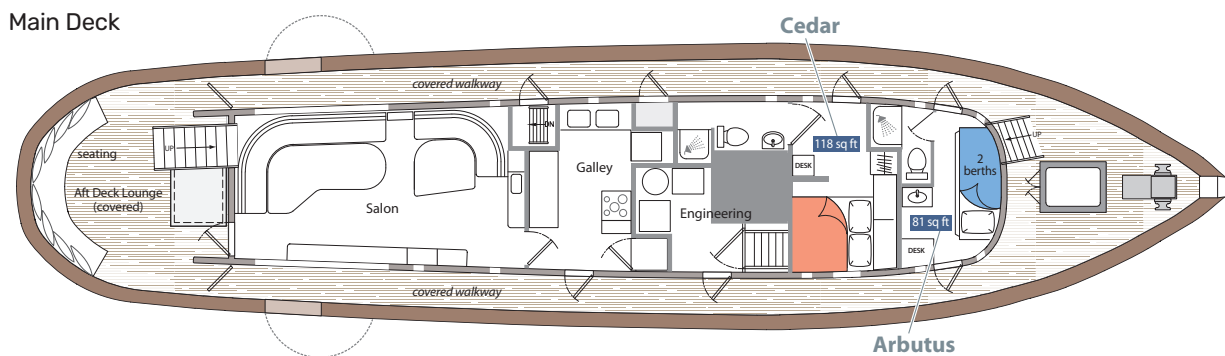 Main Deck
Cedar
covered walkway
UP
DN
seating
Aft Deck Lounge
(covered)
Salon
Galley
Engineering
118 sq ft
DESK
2
berths
UP
81 sq ft
DESK
covered walkway
Arbutus